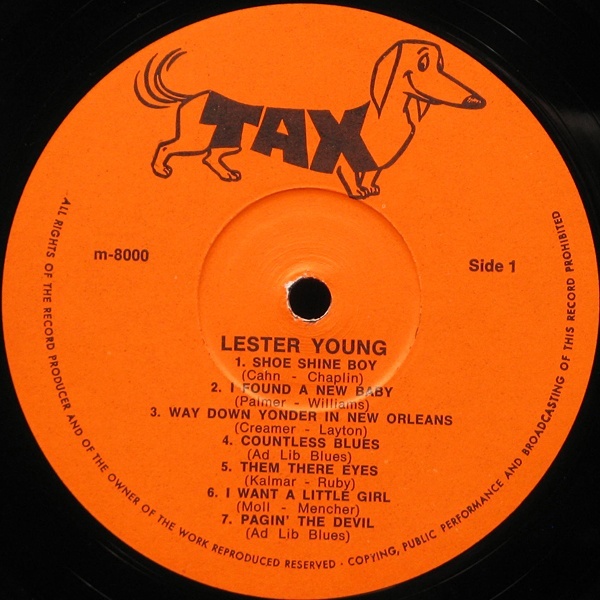 TAX
m-8000
Side 1
LESTER YOUNG
1. SHOE SHINE BOY
(Cahn - Chaplin)
2. I FOUND A NEW BABY
(Palmer - Williams)
3. WAY DOWN YONDER IN NEW ORLEANS
(Creamer - Layton)
4. COUNTLESS BLUES
(Ad Lib Blues)
5. THEM THERE EYES
(Kalmar - Ruby)
6. I WANT A LITTLE GIRL
(Moll - Mencher)
7. PAGIN' THE DEVIL
(Ad Lib Blues)
ALL RIGHTS OF THE RECORD PRODUCER AND OF THE OWNER OF THE WORK REPRODUCED RESERVED · COPYING, PUBLIC PERFORMANCE AND BROADCASTING OF THIS RECORD PROHIBITED